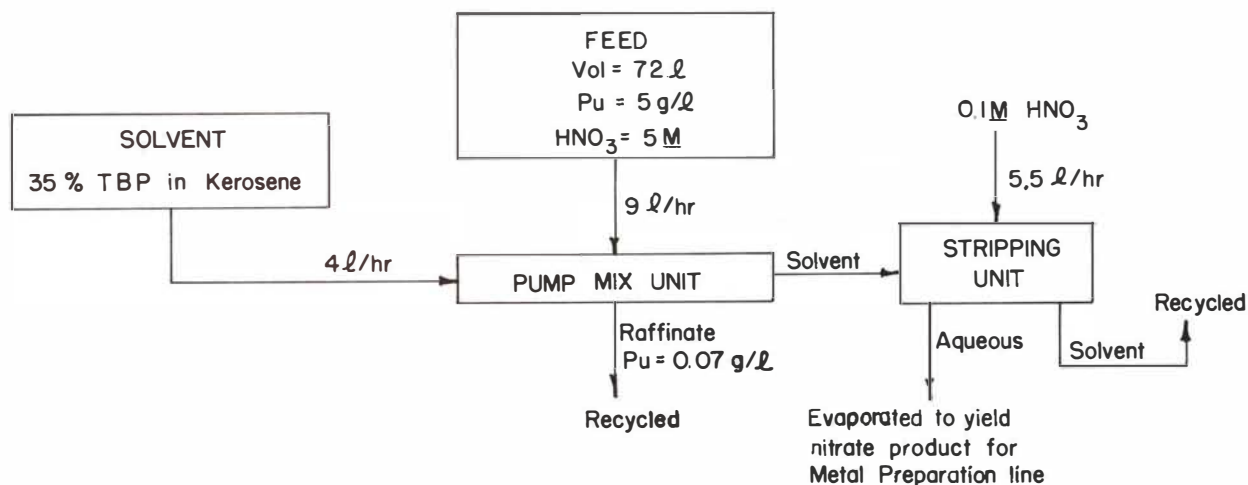 FEED
Vol = 72 ℓ
Pu = 5 g/ℓ
HNO₃ = 5 M
SOLVENT
35 % TBP in Kerosene
0.1 M HNO₃
5.5 ℓ/hr
9 ℓ/hr
4 ℓ/hr
PUMP MIX UNIT
Solvent
STRIPPING
UNIT
Raffinate
Pu = 0.07 g/ℓ
Recycled
Aqueous
Solvent
Recycled
Evaporated to yield
nitrate product for
Metal Preparation line